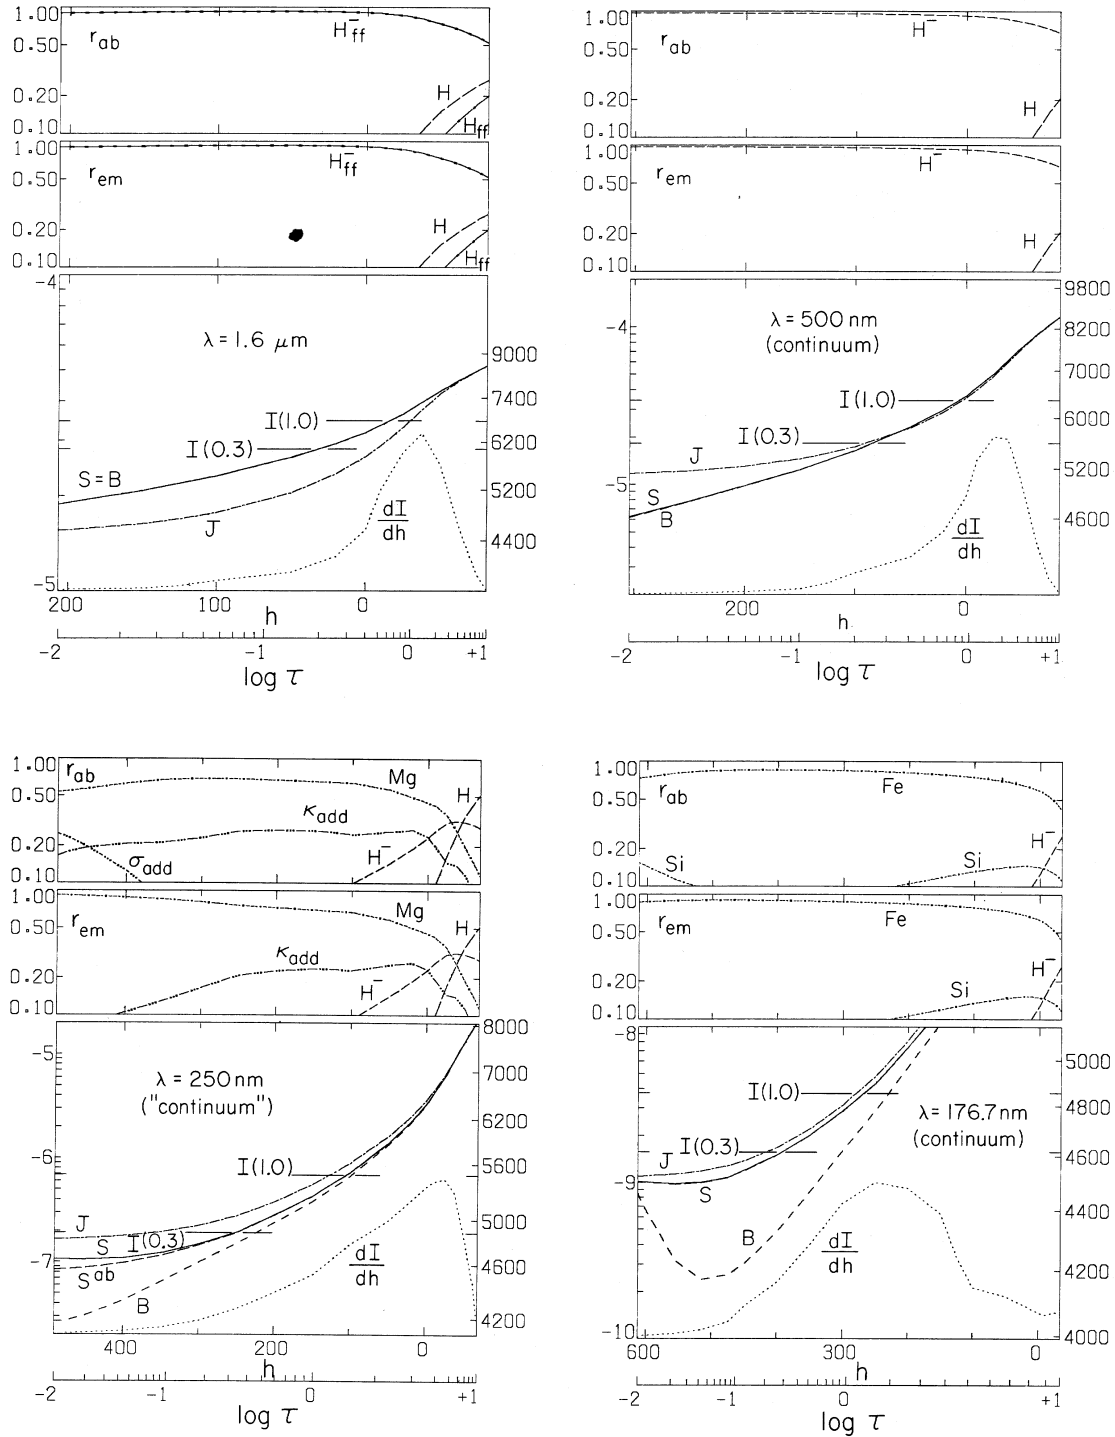 1.00
0.50
0.20
0.10
r_ab
H⁻_ff
H
H_ff
1.00
0.50
0.20
0.10
r_em
H⁻_ff
H
H_ff
-4
-5
λ = 1.6 μm
I(1.0)
I(0.3)
S = B
J
dI/dh
9000
7400
6200
5200
4400
200 100 0
h
-2 -1 0 +1
log τ
1.00
0.50
0.20
0.10
r_ab
H⁻
H
1.00
0.50
0.20
0.10
r_em
H⁻
H
-4
-5
λ = 500 nm
(continuum)
I(1.0)
I(0.3)
J
S
B
dI/dh
9800
8200
7000
6000
5200
4600
200 0
h
-2 -1 0 +1
log τ
1.00
0.50
0.20
0.10
r_ab
Mg
κ_add
σ_add
H⁻
H
1.00
0.50
0.20
0.10
r_em
Mg
κ_add
H⁻
H
-5
-6
-7
λ = 250 nm
("continuum")
I(1.0)
I(0.3)
J
S
S^ab
B
dI/dh
8000
7000
6200
5600
5000
4600
4200
400 200 0
h
-2 -1 0 +1
log τ
1.00
0.50
0.20
0.10
r_ab
Fe
Si
Si
H⁻
1.00
0.50
0.20
0.10
r_em
Fe
Si
H⁻
-8
-9
-10
λ = 176.7 nm
(continuum)
I(1.0)
I(0.3)
J
S
B
dI/dh
5000
4800
4600
4400
4200
4000
600 300 0
h
-2 -1 0 +1
log τ